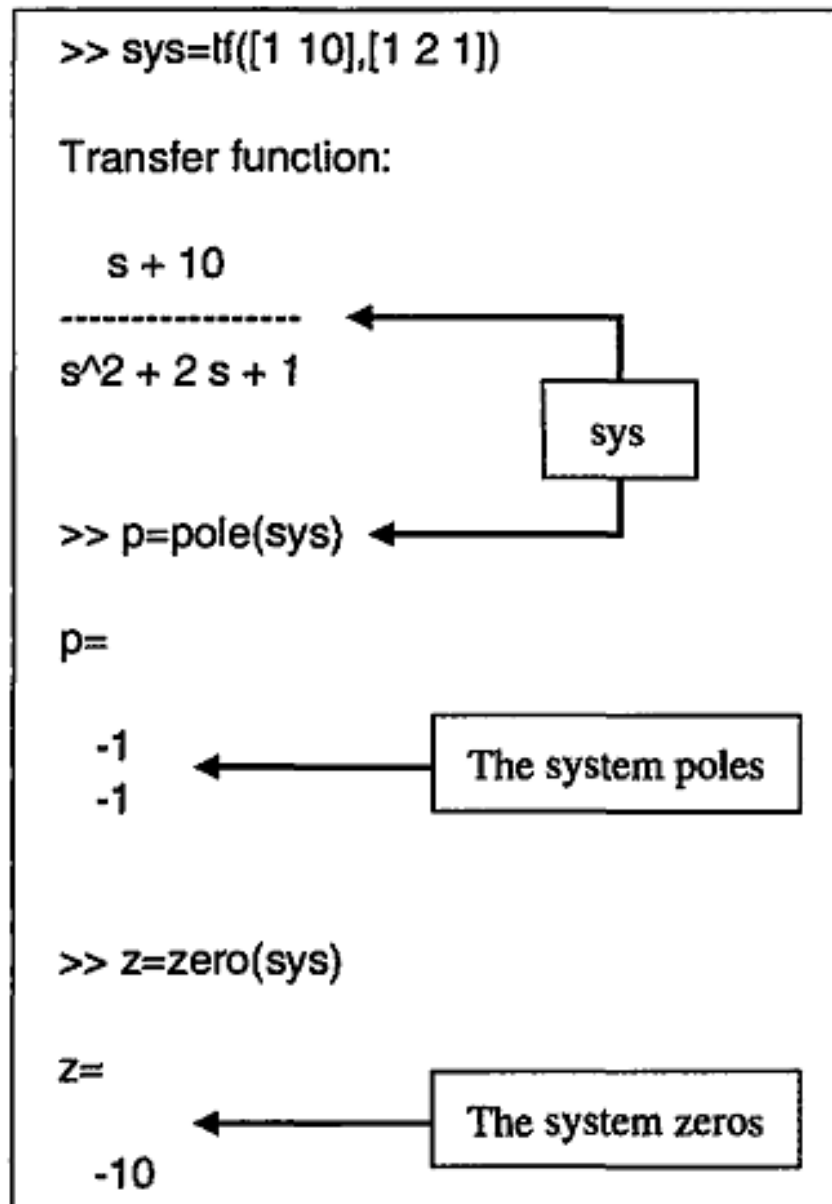 >> sys=tf([1 10],[1 2 1])
Transfer function:
s + 10
-----------------
s^2 + 2 s + 1
sys
>> p=pole(sys)
p=
-1
The system poles
-1
>> z=zero(sys)
z=
The system zeros
-10